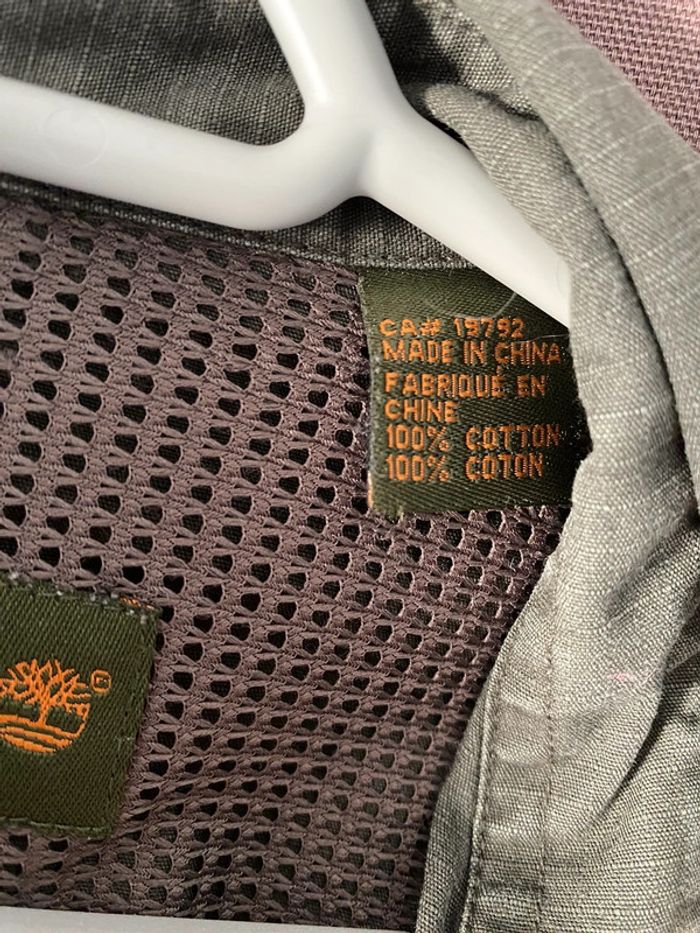 CA# 19792
MADE IN CHINA
FABRIQUÉ EN
CHINE
100% COTTON
100% COTON